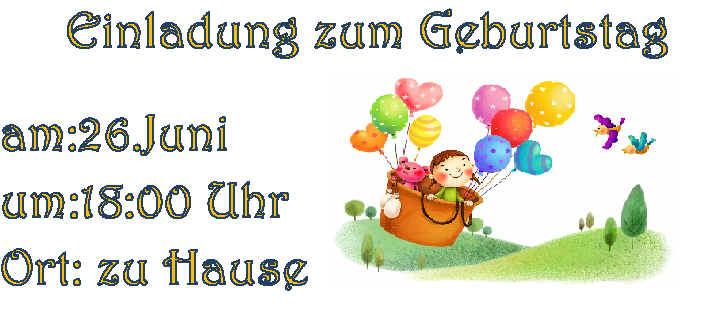 Einladung zum Geburtstag
am:26.Juni
um:18:00 Uhr
Ort: zu Hause